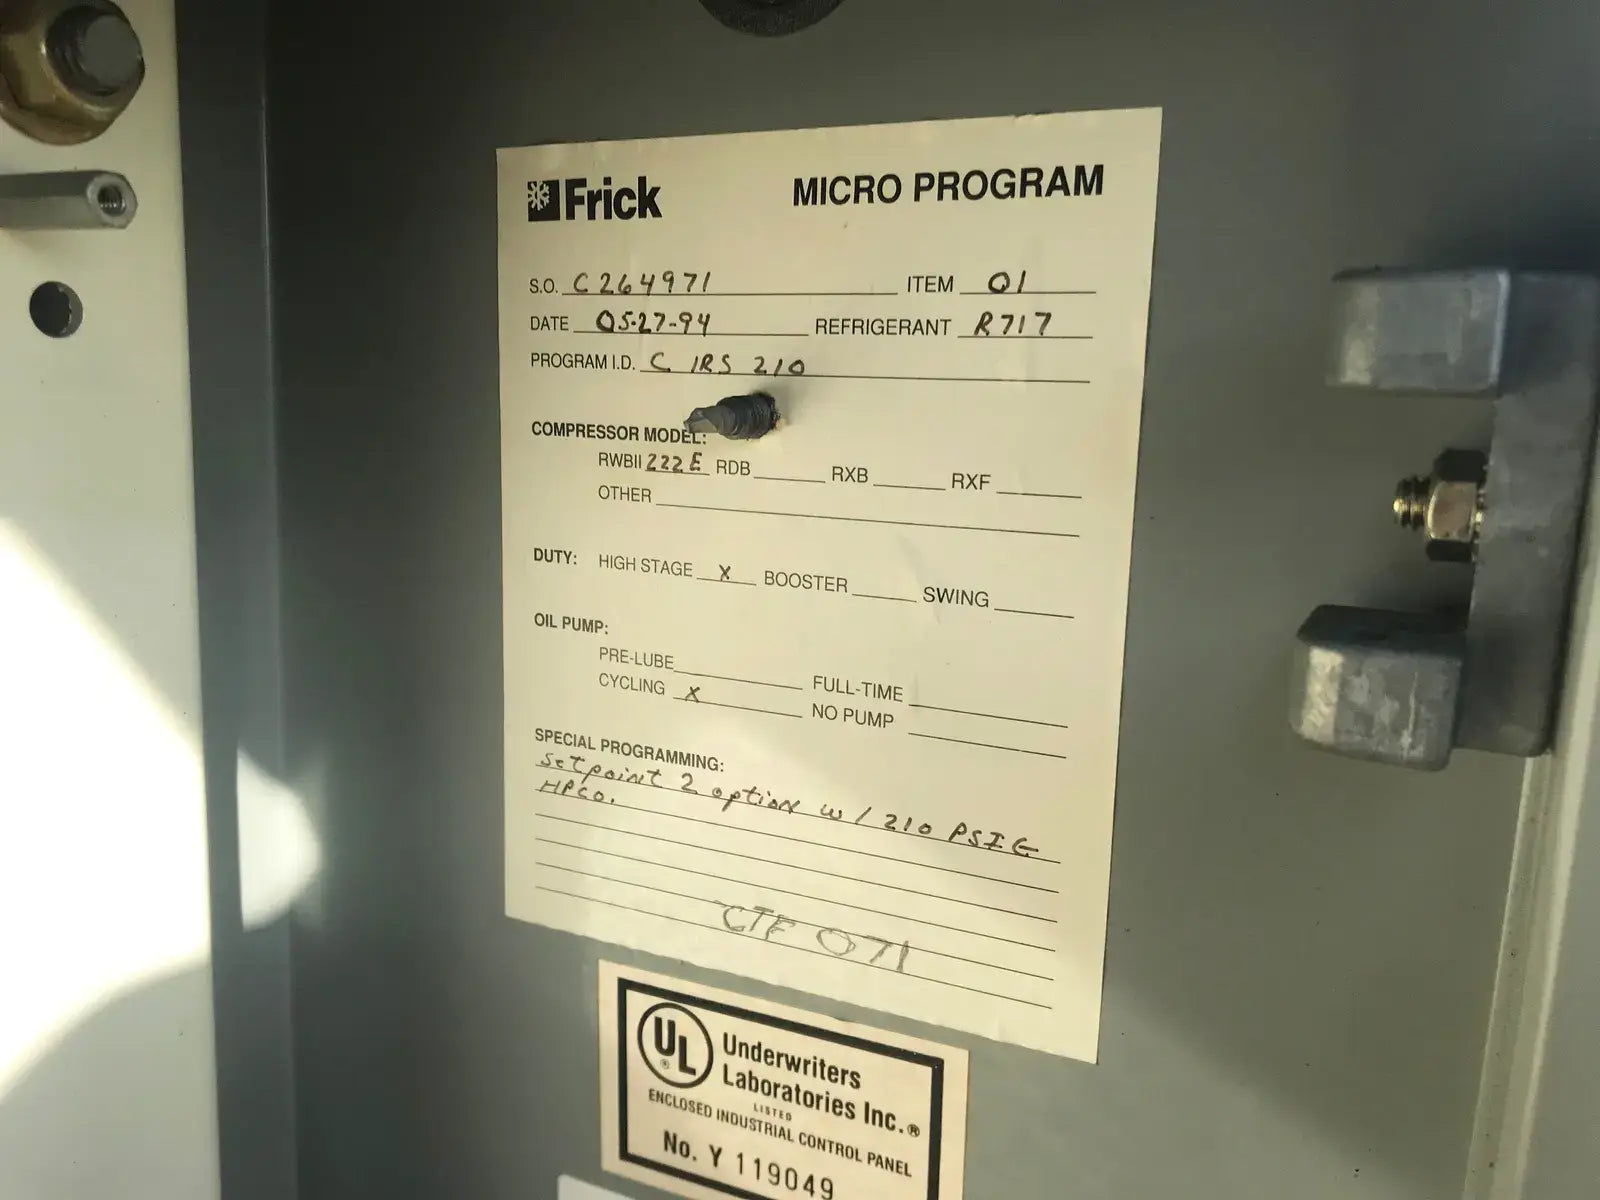 Frick MICRO PROGRAM
S.O. C264971 ITEM 01
DATE 05-27-94 REFRIGERANT R717
PROGRAM I.D. C IRS 210
COMPRESSOR MODEL:
RWBII 222E RDB RXB RXF
OTHER
DUTY: HIGH STAGE X BOOSTER SWING
OIL PUMP:
PRE-LUBE FULL-TIME
CYCLING X NO PUMP
SPECIAL PROGRAMMING:
Setpoint 2 option w/ 210 PSIG
HPCO.
CTF 071
UL ® Underwriters
Laboratories Inc.®
LISTED
ENCLOSED INDUSTRIAL CONTROL PANEL
No. Y 119049